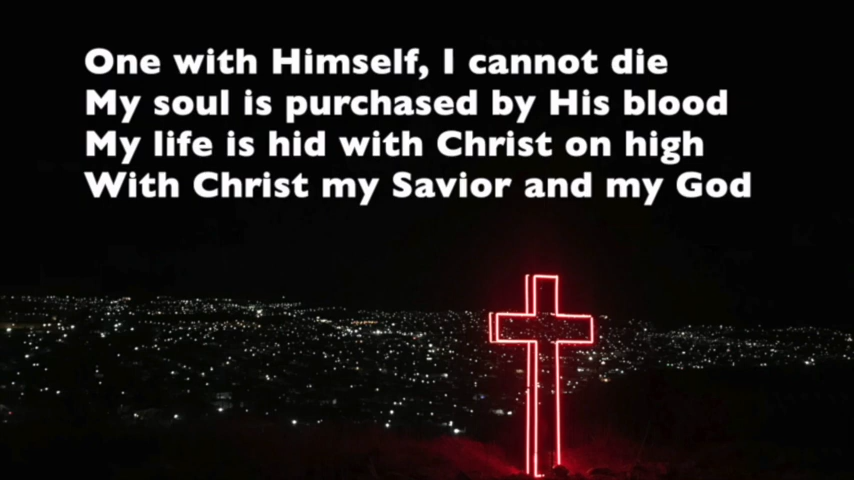 One with Himself, I cannot die
My soul is purchased by His blood
My life is hid with Christ on high
With Christ my Savior and my God